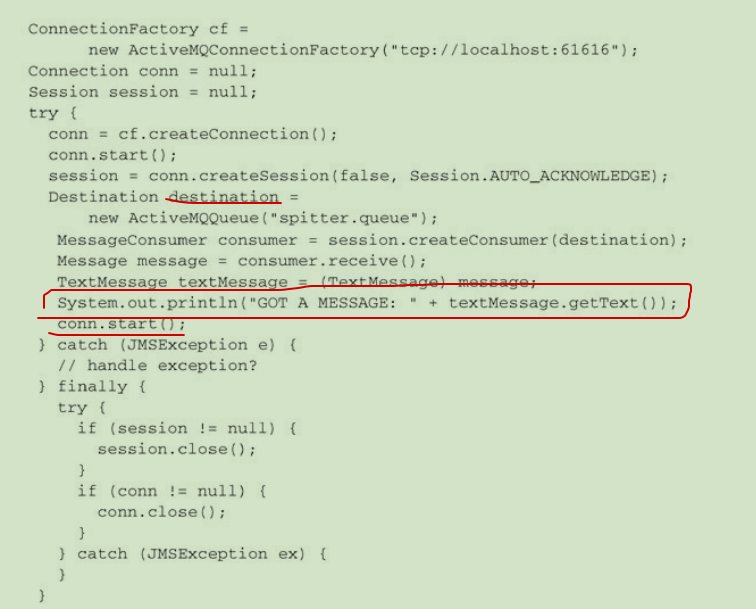 ConnectionFactory cf =
new ActiveMQConnectionFactory("tcp://localhost:61616");
Connection conn = null;
Session session = null;
try {
conn = cf.createConnection();
conn.start();
session = conn.createSession(false, Session.AUTO_ACKNOWLEDGE);
Destination destination =
new ActiveMQQueue("spitter.queue");
MessageConsumer consumer = session.createConsumer(destination);
Message message = consumer.receive();
TextMessage textMessage = (TextMessage) message;
System.out.println("GOT A MESSAGE: " + textMessage.getText());
conn.start();
} catch (JMSException e) {
// handle exception?
} finally {
try {
if (session != null) {
session.close();
}
if (conn != null) {
conn.close();
}
} catch (JMSException ex) {
}
}